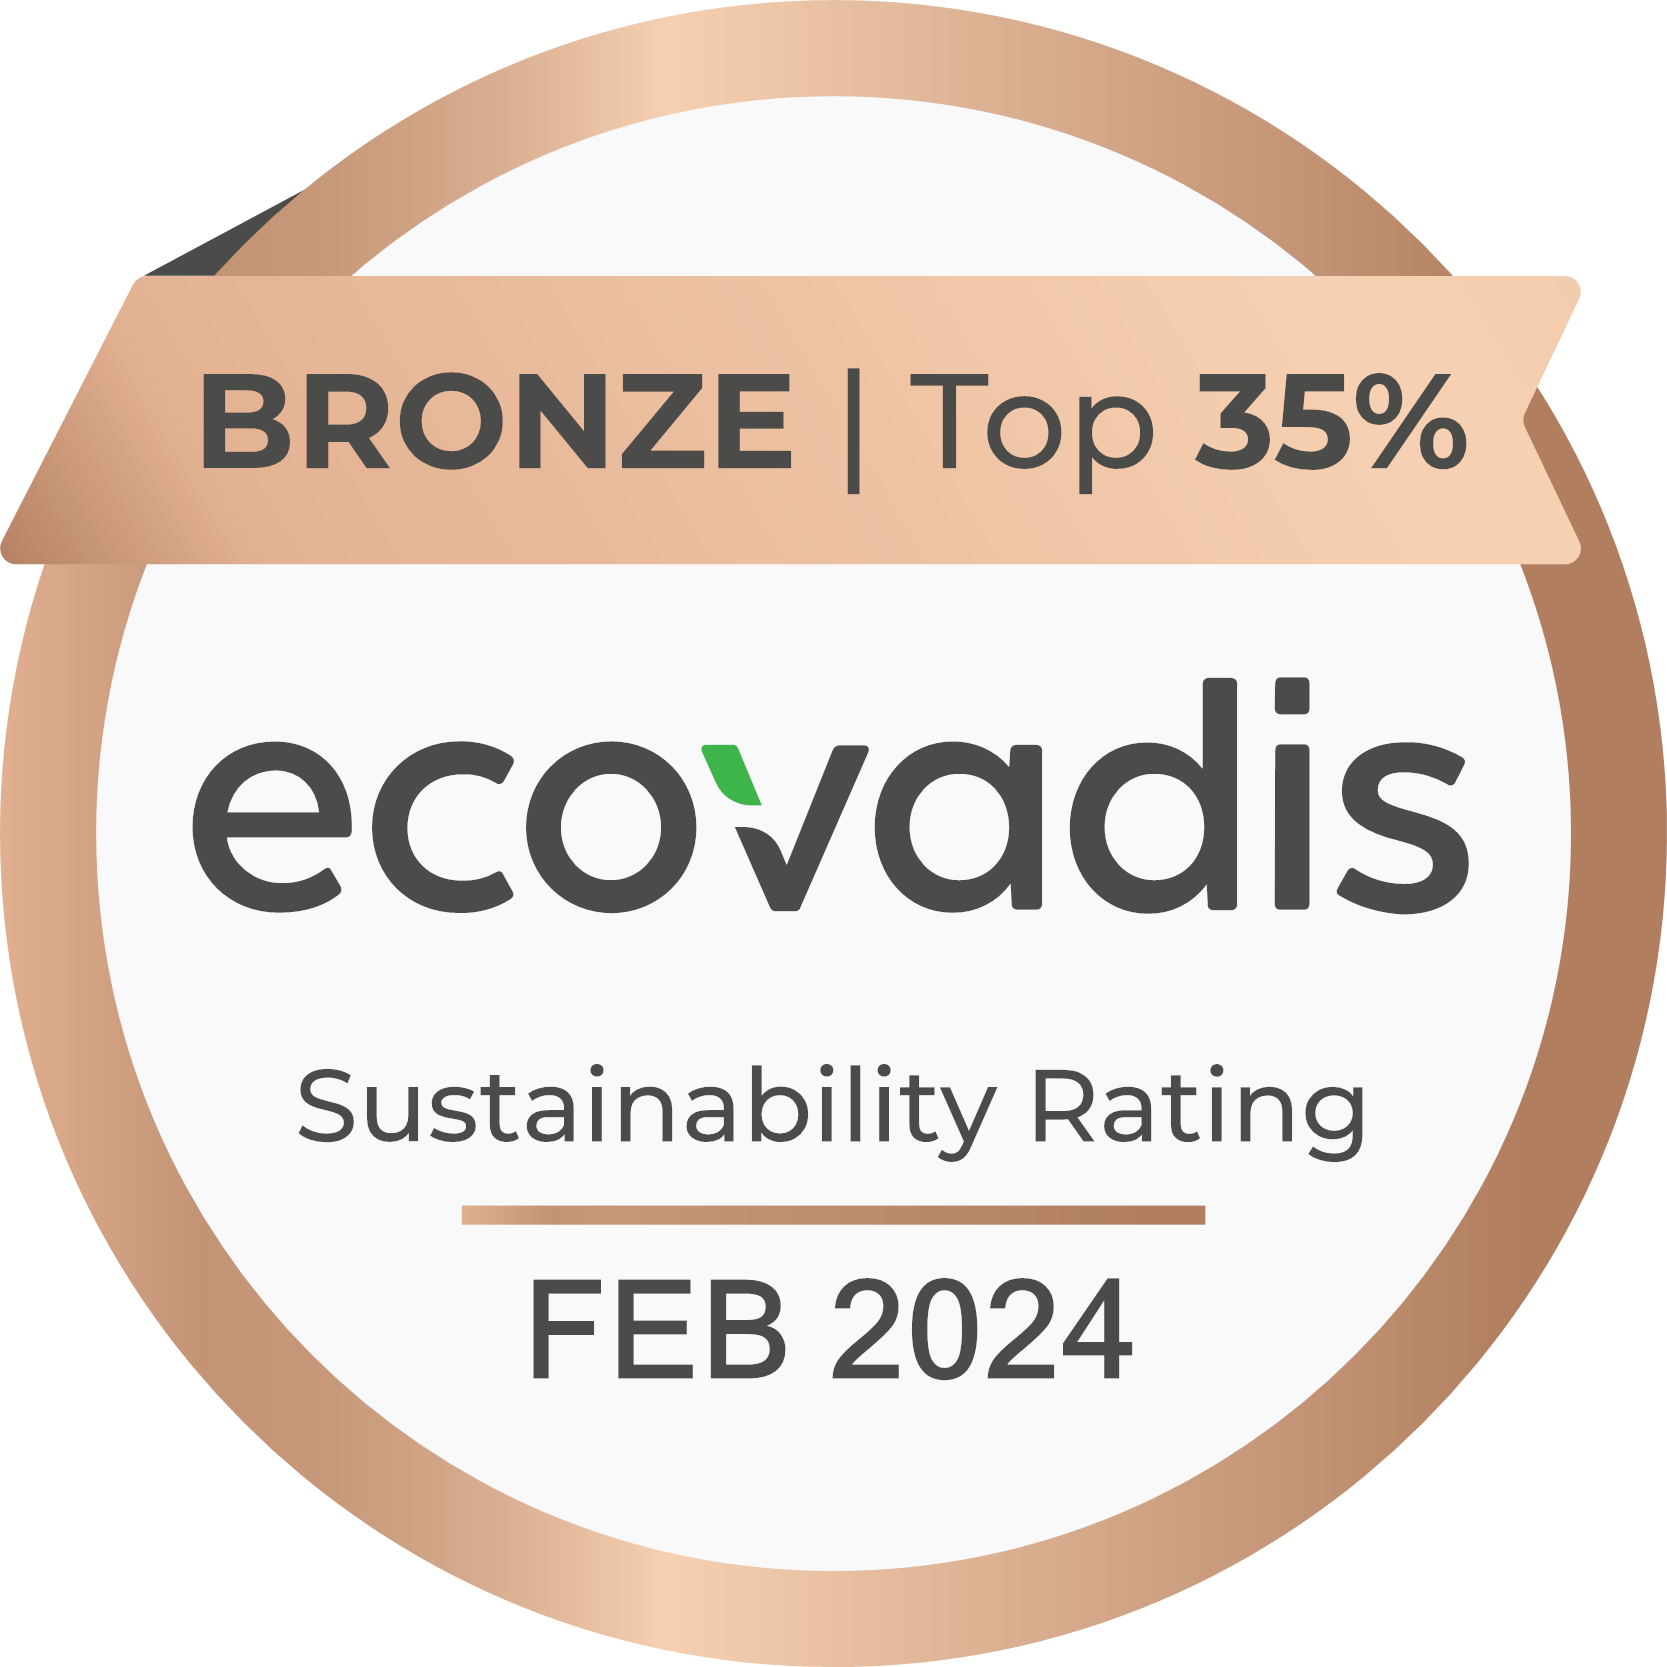 BRONZE | Top 35%
ecovadis
Sustainability Rating
FEB 2024